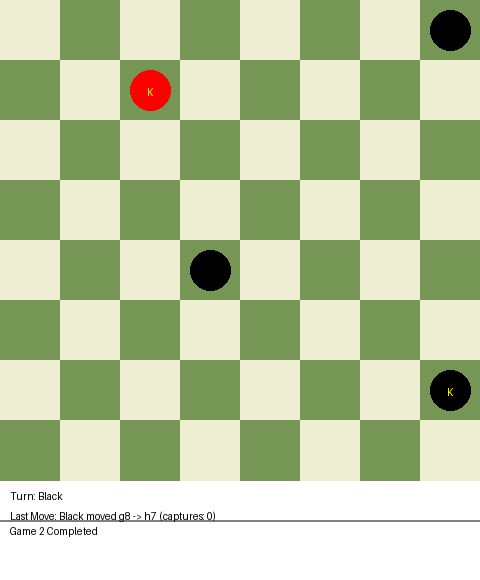 K
K
Turn: Black
Last Move: Black moved g8 -> h7 (captures: 0)
Game 2 Completed